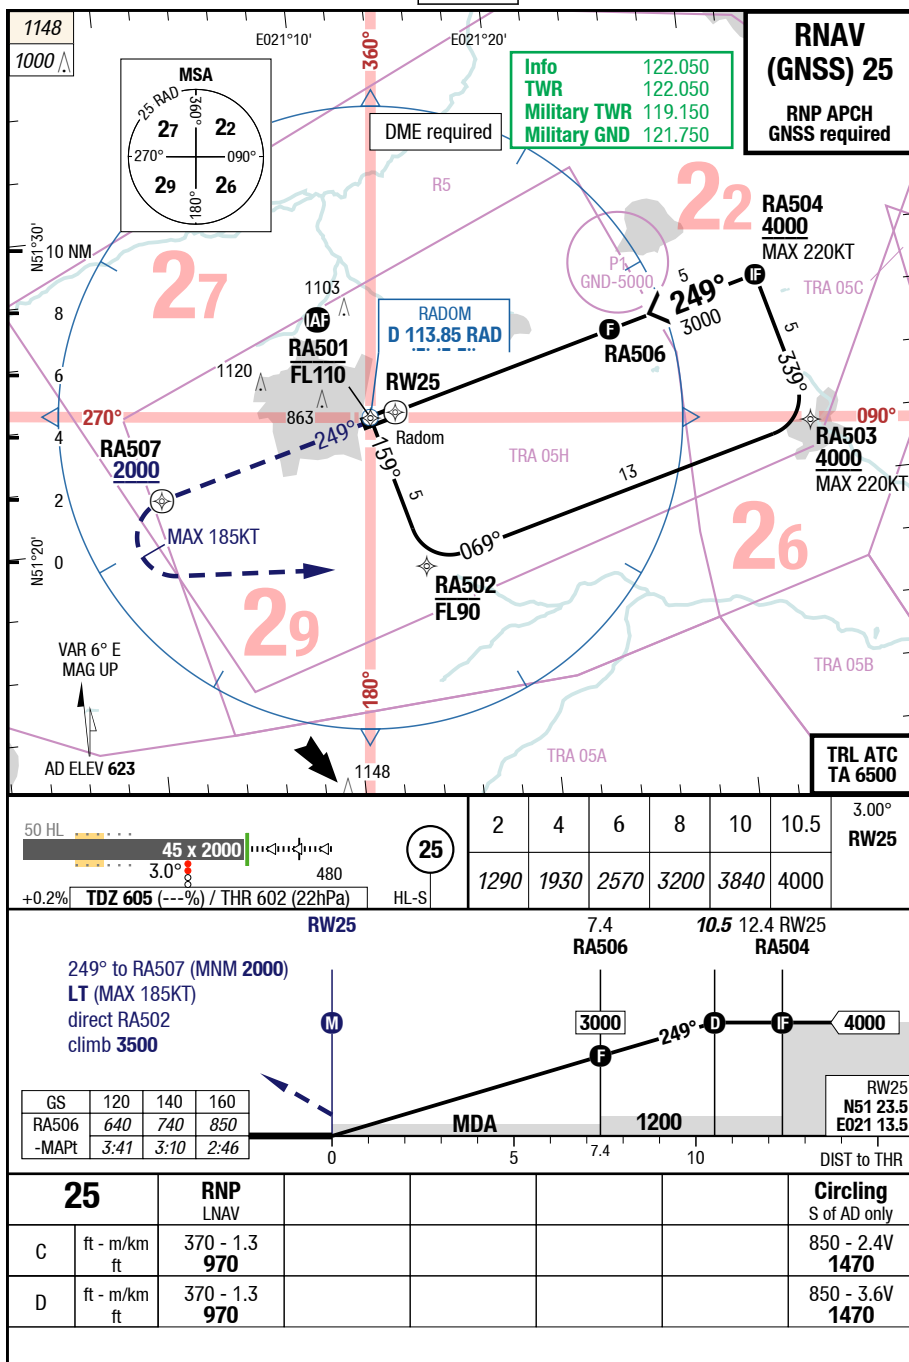 1148
1000
E021°10'
360°
E021°20'
RNAV
(GNSS) 25
RNP APCH
GNSS required
Info 122.050
TWR 122.050
Military TWR 119.150
Military GND 121.750
DME required
MSA
25 RAD
360°
27 22
270° 090°
29 26
180°
R5
22
RA504
4000
MAX 220KT
N51°30'
10 NM
27
P1
GND-5000
5
249°
3000
IF
TRA 05C
1103
8
IAF
RADOM
D 113.85 RAD
F
RA506
5
RA501
FL110
339°
6
1120
RW25
270°
863
090°
4
249°
Radom
RA507
2000
159°
TRA 05H
RA503
4000
MAX 220KT
13
2
5
MAX 185KT
069°
26
N51°20'
0
RA502
FL90
29
VAR 6° E
MAG UP
TRA 05B
180°
AD ELEV 623
TRA 05A
1148
TRL ATC
TA 6500
50 HL
45 x 2000
3.0°
480
+0.2%
TDZ 605 (---%) / THR 602 (22hPa)
25
HL-S
2 4 6 8 10 10.5 3.00°
RW25
1290 1930 2570 3200 3840 4000
RW25 7.4 10.5 12.4 RW25
RA506 RA504
249° to RA507 (MNM 2000)
LT (MAX 185KT)
direct RA502
climb 3500
M
3000
249°
D
IF
4000
F
GS 120 140 160
RA506 640 740 850
-MAPt 3:41 3:10 2:46
MDA
1200
RW25
N51 23.5
E021 13.5
0 5 7.4 10 DIST to THR
25 RNP Circling
LNAV S of AD only
C ft - m/km 370 - 1.3 850 - 2.4V
ft 970 1470
D ft - m/km 370 - 1.3 850 - 3.6V
ft 970 1470